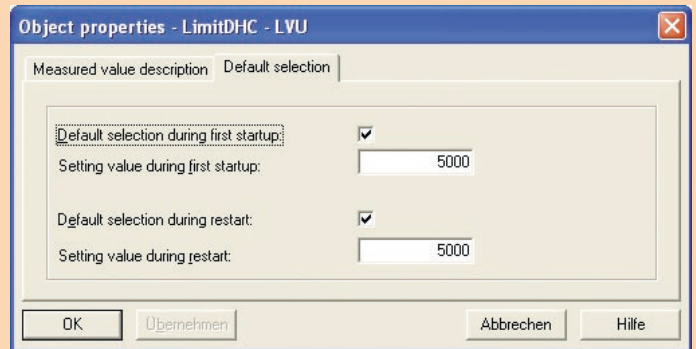 Object properties - LimitDHC - LVU
Measured value description
Default selection
Default selection during first startup:
Setting value during first startup:
5000
Default selection during restart:
Setting value during restart:
5000
OK
Übernehmen
Abbrechen
Hilfe